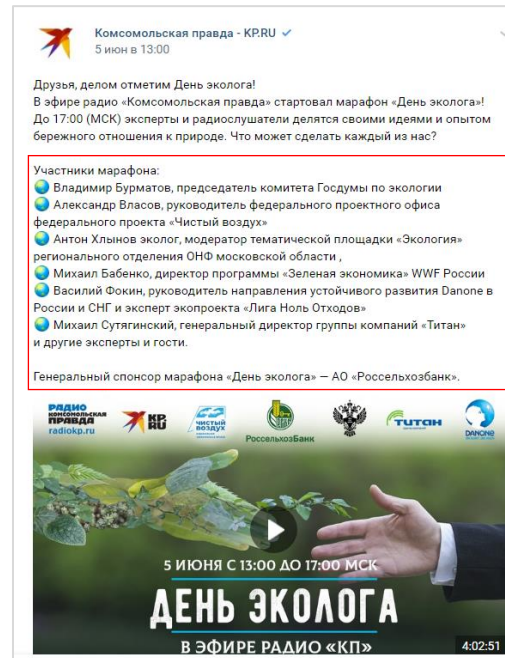 Комсомольская правда - KP.RU
5 июн в 13:00
Друзья, делом отметим День эколога!
В эфире радио «Комсомольская правда» стартовал марафон «День эколога»!
До 17:00 (МСК) эксперты и радиослушатели делятся своими идеями и опытом
бережного отношения к природе. Что может сделать каждый из нас?
Участники марафона:
Владимир Бурматов, председатель комитета Госдумы по экологии
Александр Власов, руководитель федерального проектного офиса
федерального проекта «Чистый воздух»
Антон Хлынов эколог, модератор тематической площадки «Экология»
регионального отделения ОНФ московской области ,
Михаил Бабенко, директор программы «Зеленая экономика» WWF России
Василий Фокин, руководитель направления устойчивого развития Danone в
России и СНГ и эксперт экопроекта «Лига Ноль Отходов»
Михаил Сутягинский, генеральный директор группы компаний «Титан»
и другие эксперты и гости.
Генеральный спонсор марафона «День эколога» — АО «Россельхозбанк».
РАДИО
КОМСОМОЛЬСКАЯ
ПРАВДА
radiokp.ru
KP.
RU
ЧИСТЫЙ
ВОЗДУХ
РоссельхозБанк
ТИТАН
DANONE
5 ИЮНЯ С 13:00 ДО 17:00 МСК
ДЕНЬ ЭКОЛОГА
В ЭФИРЕ РАДИО «КП»
4:02:51